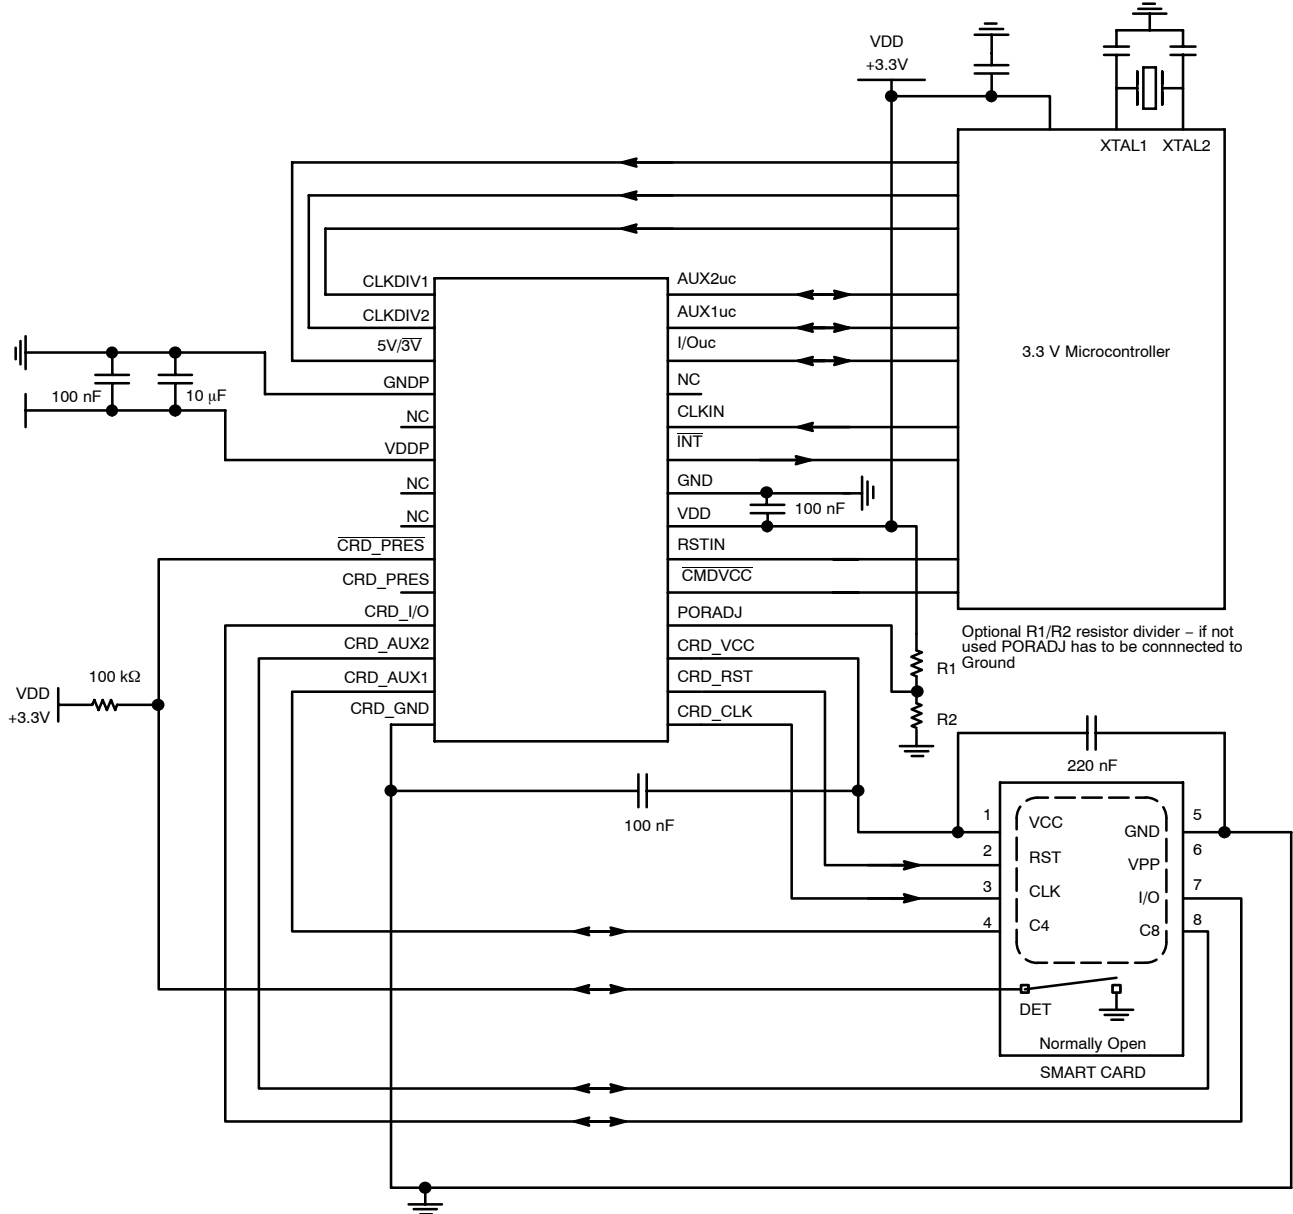 VDD
+3.3V
XTAL1 XTAL2
CLKDIV1
CLKDIV2
5V/3V
GNDP
NC
VDDP
NC
NC
CRD_PRES
CRD_PRES
CRD_I/O
CRD_AUX2
CRD_AUX1
CRD_GND
AUX2uc
AUX1uc
I/Ouc
NC
CLKIN
INT
GND
VDD
RSTIN
CMDVCC
PORADJ
CRD_VCC
CRD_RST
CRD_CLK
3.3 V Microcontroller
100 nF
10 μF
100 nF
Optional R1/R2 resistor divider – if not
used PORADJ has to be connnected to
Ground
R1
R2
100 kΩ
VDD
+3.3V
220 nF
100 nF
1
2
3
4
VCC
RST
CLK
C4
GND
VPP
I/O
C8
5
6
7
8
DET
Normally Open
SMART CARD